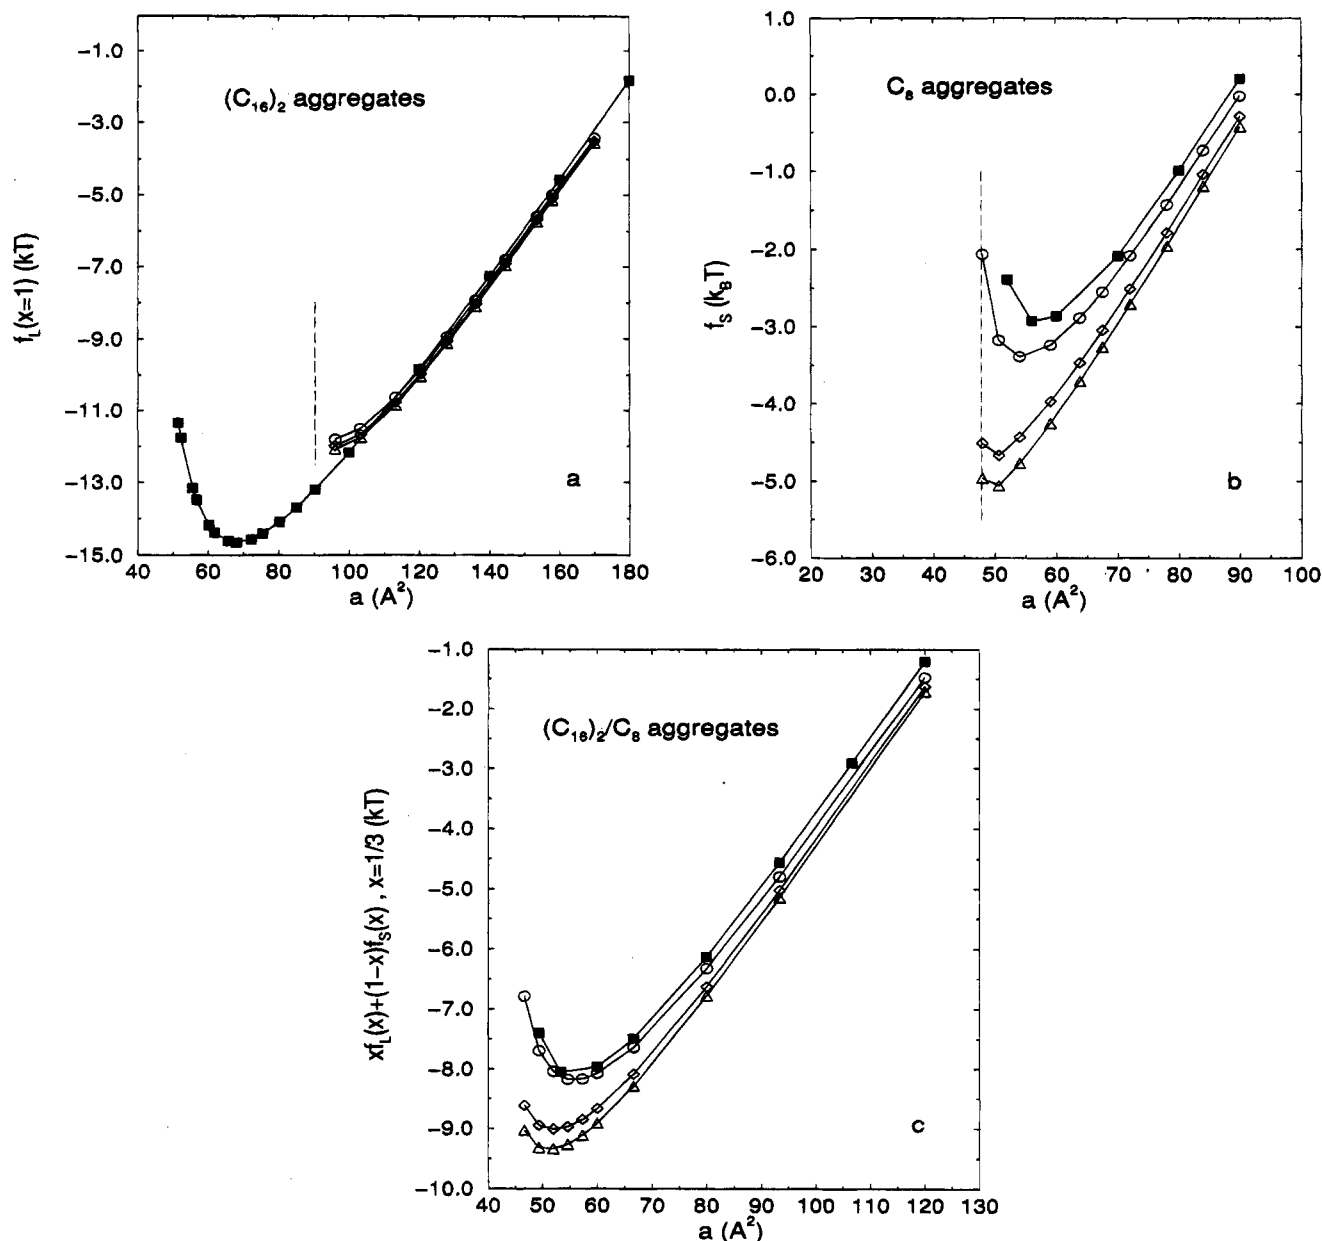 −1.0
−3.0
−5.0
−7.0
−9.0
−11.0
−13.0
−15.0
f_L(x=1) (kT)
(C₁₆)₂ aggregates
a
40 60 80 100 120 140 160 180
a (A²)
1.0
0.0
−1.0
−2.0
−3.0
−4.0
−5.0
−6.0
f_S (k_BT)
C₈ aggregates
b
20 30 40 50 60 70 80 90 100
a (A²)
−1.0
−2.0
−3.0
−4.0
−5.0
−6.0
−7.0
−8.0
−9.0
−10.0
xf_L(x)+(1−x)f_S(x) , x=1/3 (kT)
(C₁₆)₂/C₈ aggregates
c
40 50 60 70 80 90 100 110 120 130
a (A²)